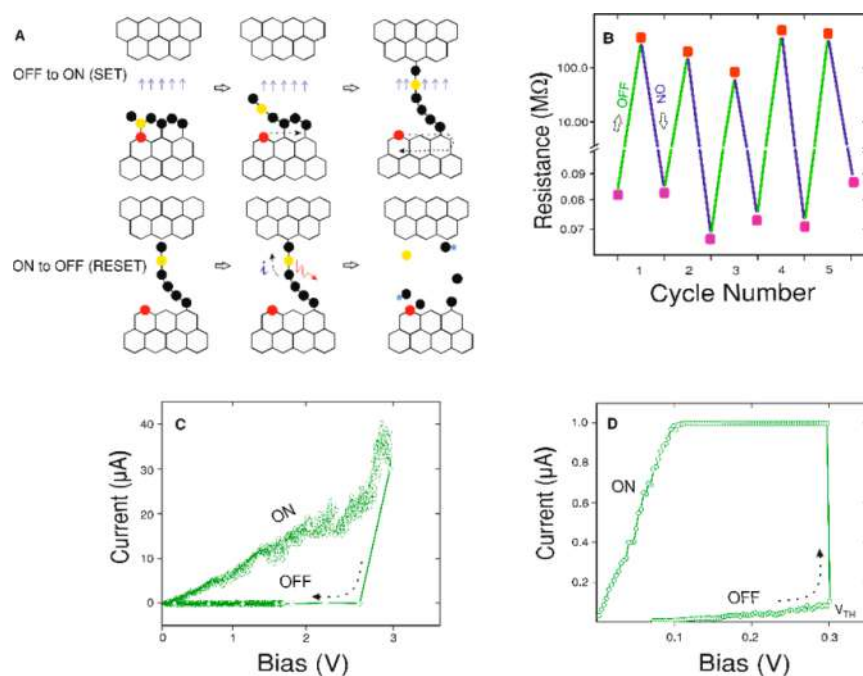 A
OFF to ON (SET)
ON to OFF (RESET)
B
Resistance (MΩ)
100.0
10.00
0.09
0.08
0.07
OFF
ON
1 2 3 4 5
Cycle Number
C
Current (μA)
40
30
20
10
0
ON
OFF
0 1 2 3
Bias (V)
D
Current (μA)
1.0
0.8
0.6
0.4
0.2
ON
OFF
V_TH
0.1 0.2 0.3
Bias (V)